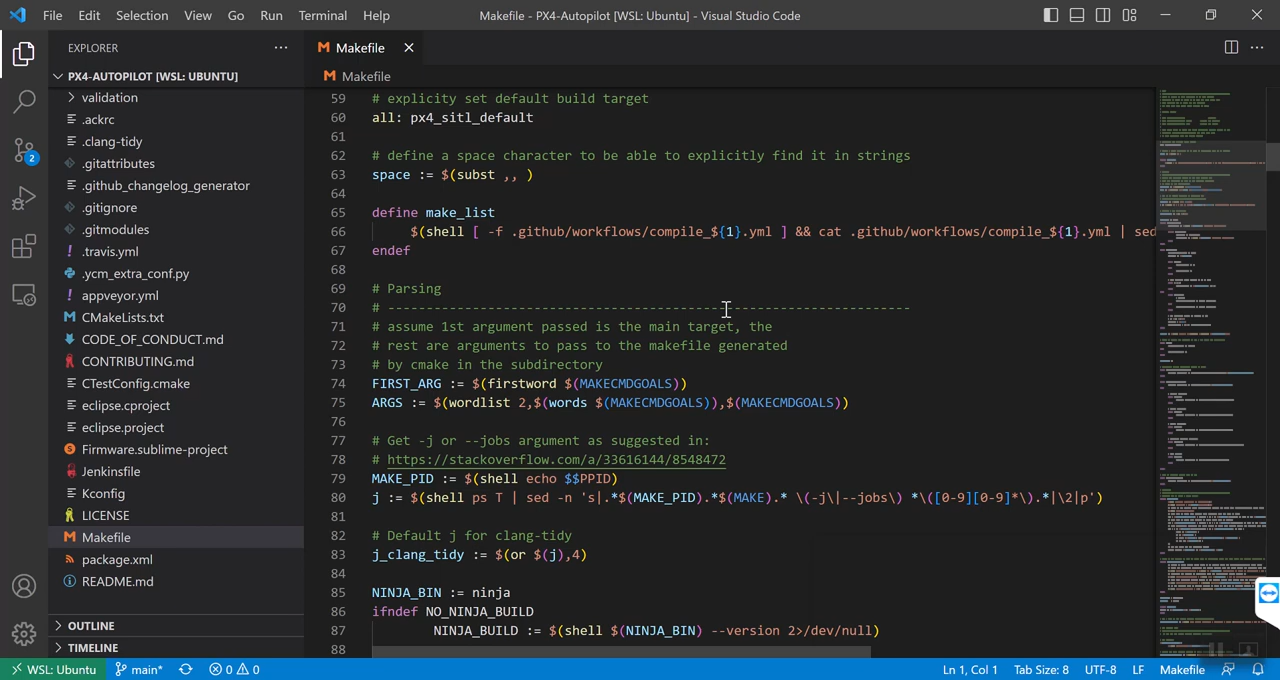 File Edit Selection View Go Run Terminal Help Makefile - PX4-Autopilot [WSL: Ubuntu] - Visual Studio Code
EXPLORER
PX4-AUTOPILOT [WSL: UBUNTU]
validation
.ackrc
.clang-tidy
.gitattributes
.github_changelog_generator
.gitignore
.gitmodules
.travis.yml
.ycm_extra_conf.py
appveyor.yml
CMakeLists.txt
CODE_OF_CONDUCT.md
CONTRIBUTING.md
CTestConfig.cmake
eclipse.cproject
eclipse.project
Firmware.sublime-project
Jenkinsfile
Kconfig
LICENSE
Makefile
package.xml
README.md
OUTLINE
TIMELINE
2
Makefile
Makefile
59 # explicity set default build target
60 all: px4_sitl_default
61
62 # define a space character to be able to explicitly find it in strings
63 space := $(subst ,, )
64
65 define make_list
66 $(shell [ -f .github/workflows/compile_${1}.yml ] && cat .github/workflows/compile_${1}.yml | sed
67 endef
68
69 # Parsing
70 # --------------------------------------------------------------------
71 # assume 1st argument passed is the main target, the
72 # rest are arguments to pass to the makefile generated
73 # by cmake in the subdirectory
74 FIRST_ARG := $(firstword $(MAKECMDGOALS))
75 ARGS := $(wordlist 2,$(words $(MAKECMDGOALS)),$(MAKECMDGOALS))
76
77 # Get -j or --jobs argument as suggested in:
78 # https://stackoverflow.com/a/33616144/8548472
79 MAKE_PID := $(shell echo $$PPID)
80 j := $(shell ps T | sed -n 's|.*$(MAKE_PID).*$(MAKE).* \(-j\|--jobs\) *\([0-9][0-9]*\).*|\2|p')
81
82 # Default j for clang-tidy
83 j_clang_tidy := $(or $(j),4)
84
85 NINJA_BIN := ninja
86 ifndef NO_NINJA_BUILD
87 NINJA_BUILD := $(shell $(NINJA_BIN) --version 2>/dev/null)
88
WSL: Ubuntu main* 0 0 Ln 1, Col 1 Tab Size: 8 UTF-8 LF Makefile